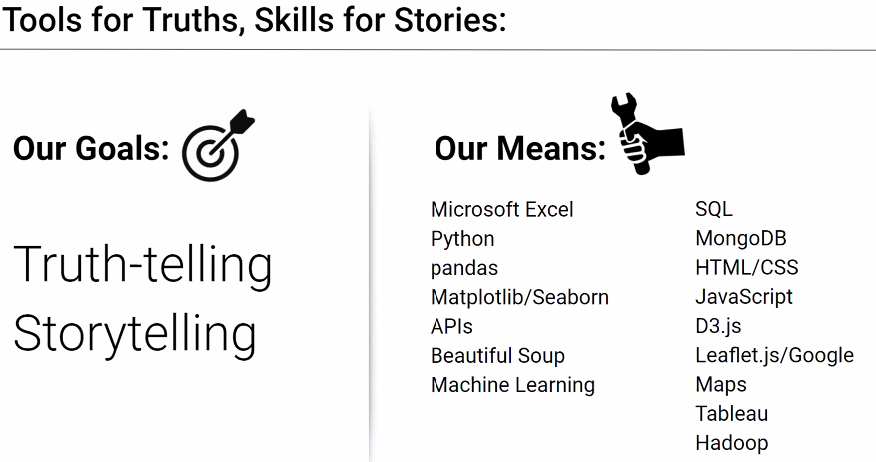 Tools for Truths, Skills for Stories:
Our Goals:
Truth-telling
Storytelling
Our Means:
Microsoft Excel
Python
pandas
Matplotlib/Seaborn
APIs
Beautiful Soup
Machine Learning
SQL
MongoDB
HTML/CSS
JavaScript
D3.js
Leaflet.js/Google
Maps
Tableau
Hadoop